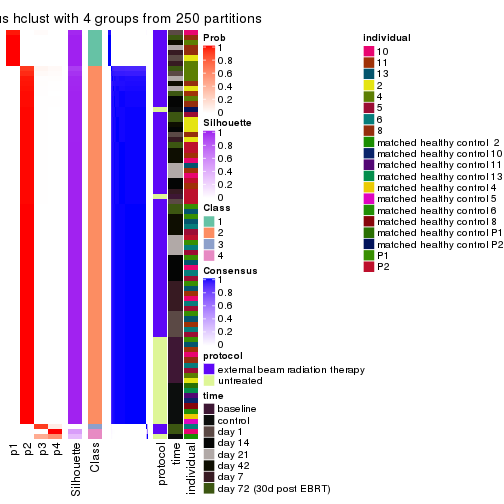 us hclust with 4 groups from 250 partitions
Prob
1
0.8
0.6
0.4
0.2
0
Silhouette
1
0.8
0.6
0.4
0.2
0
Class
1
2
3
4
Consensus
1
0.8
0.6
0.4
0.2
0
protocol
external beam radiation therapy
untreated
time
baseline
control
day 1
day 14
day 21
day 42
day 7
day 72 (30d post EBRT)
individual
10
11
13
2
4
5
6
8
matched healthy control 2
matched healthy control 10
matched healthy control 11
matched healthy control 13
matched healthy control 4
matched healthy control 5
matched healthy control 6
matched healthy control 8
matched healthy control P1
matched healthy control P2
P1
P2
p1
p2
p3
p4
Silhouette
Class
protocol
time
individual